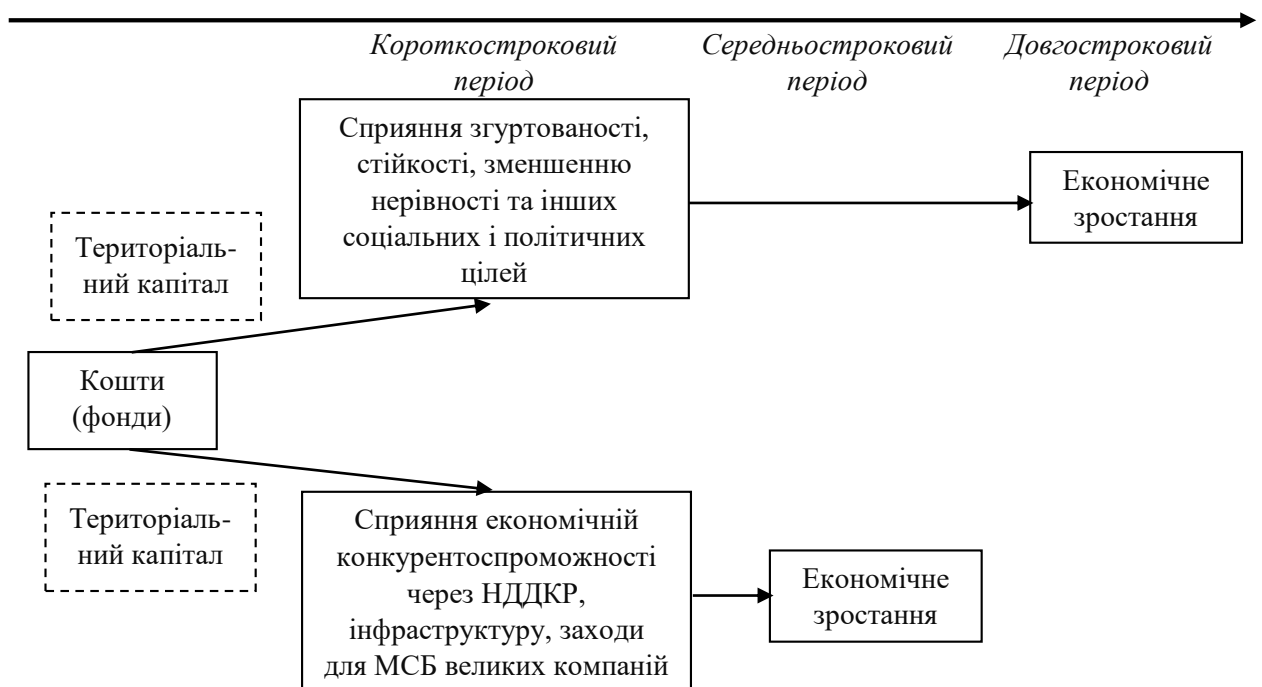 Короткостроковий
період
Середньостроковий
період
Довгостроковий
період
Сприяння згуртованості,
стійкості, зменшенню
нерівності та інших
соціальних і політичних
цілей
Економічне
зростання
Територіаль-
ний капітал
Кошти
(фонди)
Територіаль-
ний капітал
Сприяння економічній
конкурентоспроможності
через НДДКР,
інфраструктуру, заходи
для МСБ великих компаній
Економічне
зростання